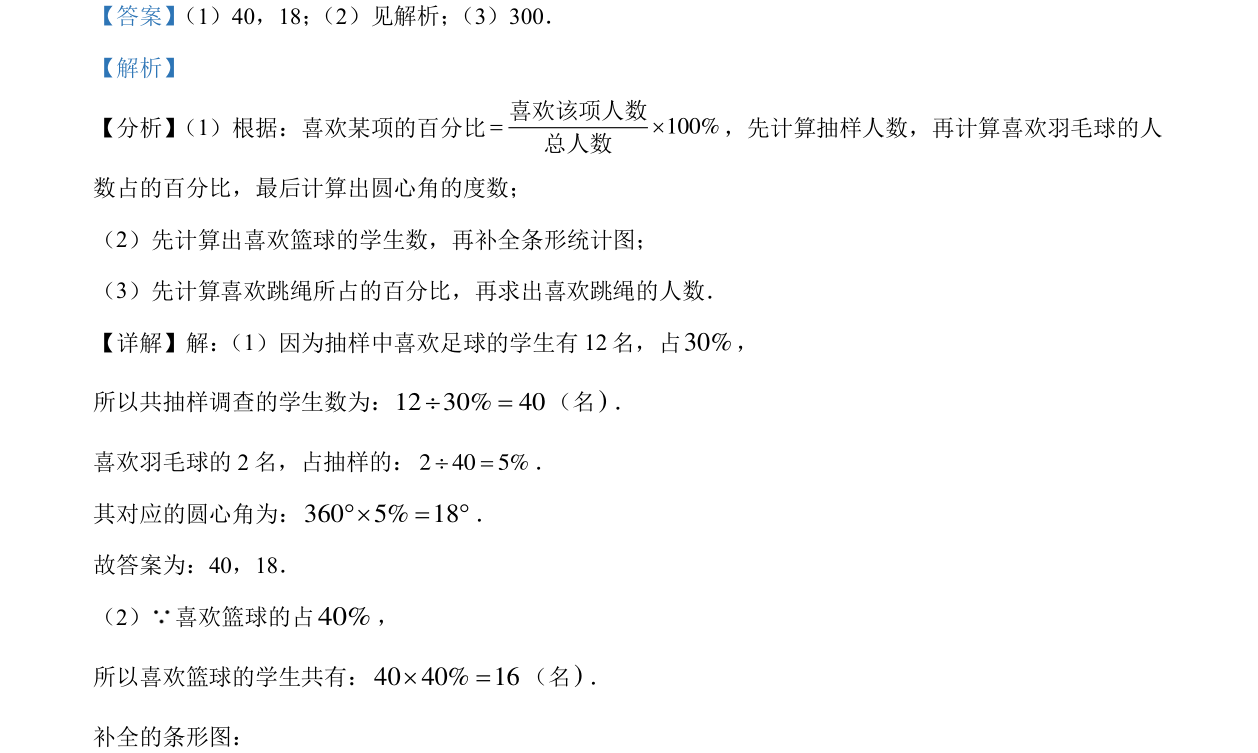 【答案】（1）40，18；（2）见解析；（3）300．
【解析】
【分析】（1）根据：喜欢某项的百分比=喜欢该项人数/总人数×100%，先计算抽样人数，再计算喜欢羽毛球的人
数占的百分比，最后计算出圆心角的度数；
（2）先计算出喜欢篮球的学生数，再补全条形统计图；
（3）先计算喜欢跳绳所占的百分比，再求出喜欢跳绳的人数．
【详解】解：（1）因为抽样中喜欢足球的学生有 12 名，占30%，
所以共抽样调查的学生数为：12÷30%＝40（名）．
喜欢羽毛球的 2 名，占抽样的：2÷40＝5%．
其对应的圆心角为：360°×5%＝18°．
故答案为：40，18．
（2）∵喜欢篮球的占40%，
所以喜欢篮球的学生共有：40×40%＝16（名）．
补全的条形图：